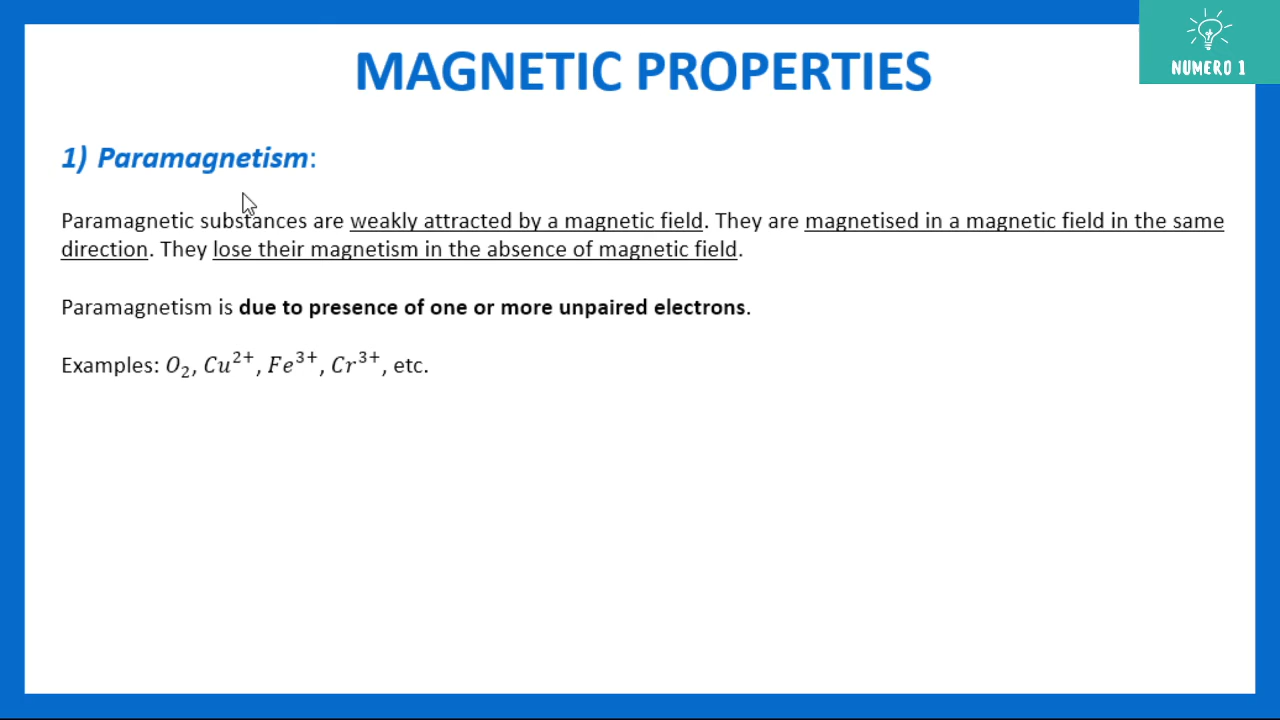 NUMERO 1
MAGNETIC PROPERTIES
1) Paramagnetism:
Paramagnetic substances are weakly attracted by a magnetic field. They are magnetised in a magnetic field in the same
direction. They lose their magnetism in the absence of magnetic field.
Paramagnetism is due to presence of one or more unpaired electrons.
Examples: O₂, Cu²⁺, Fe³⁺, Cr³⁺, etc.